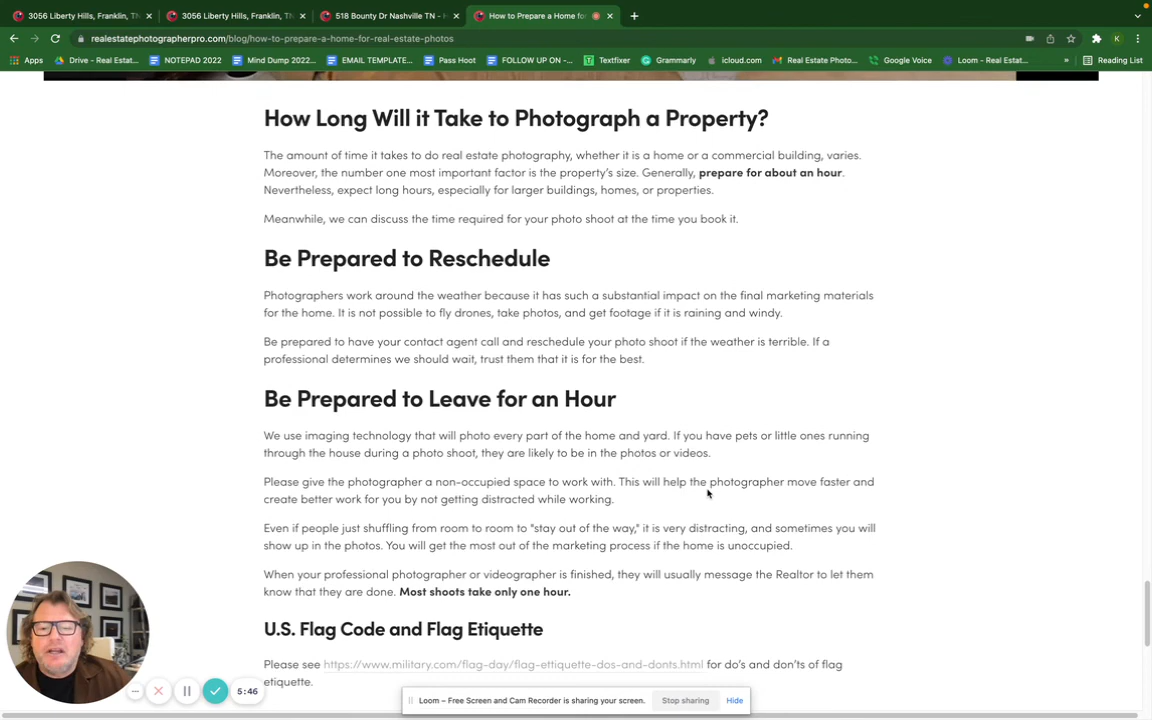 3056 Liberty Hills, Franklin, TN
3056 Liberty Hills, Franklin, TN
518 Bounty Dr Nashville TN -
How to Prepare a Home for
realestatephotographerpro.com/blog/how-to-prepare-a-home-for-real-estate-photos
K
Apps
Drive - Real Estat...
NOTEPAD 2022
Mind Dump 2022...
EMAIL TEMPLATE...
Pass Hoot
FOLLOW UP ON -...
Textfixer
Grammarly
icloud.com
Real Estate Photo...
Google Voice
Loom - Real Estat...
»
Reading List
How Long Will it Take to Photograph a Property?
The amount of time it takes to do real estate photography, whether it is a home or a commercial building, varies.
Moreover, the number one most important factor is the property's size. Generally, prepare for about an hour.
Nevertheless, expect long hours, especially for larger buildings, homes, or properties.
Meanwhile, we can discuss the time required for your photo shoot at the time you book it.
Be Prepared to Reschedule
Photographers work around the weather because it has such a substantial impact on the final marketing materials
for the home. It is not possible to fly drones, take photos, and get footage if it is raining and windy.
Be prepared to have your contact agent call and reschedule your photo shoot if the weather is terrible. If a
professional determines we should wait, trust them that it is for the best.
Be Prepared to Leave for an Hour
We use imaging technology that will photo every part of the home and yard. If you have pets or little ones running
through the house during a photo shoot, they are likely to be in the photos or videos.
Please give the photographer a non-occupied space to work with. This will help the photographer move faster and
create better work for you by not getting distracted while working.
Even if people just shuffling from room to room to "stay out of the way," it is very distracting, and sometimes you will
show up in the photos. You will get the most out of the marketing process if the home is unoccupied.
When your professional photographer or videographer is finished, they will usually message the Realtor to let them
know that they are done. Most shoots take only one hour.
U.S. Flag Code and Flag Etiquette
Please see https://www.military.com/flag-day/flag-ettiquette-dos-and-donts.html for do's and don'ts of flag
etiquette.
5:46
Loom – Free Screen and Cam Recorder is sharing your screen.
Stop sharing
Hide